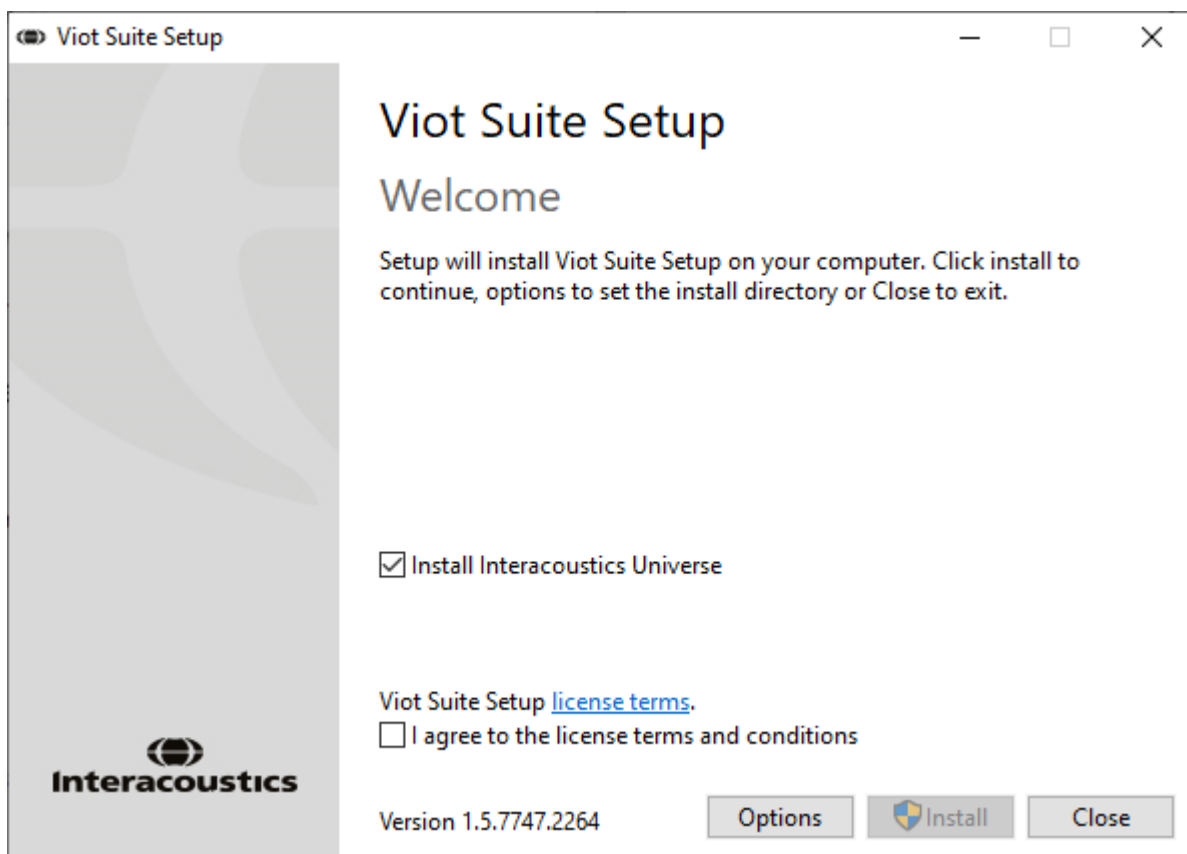 Viot Suite Setup
Viot Suite Setup
Welcome
Setup will install Viot Suite Setup on your computer. Click install to
continue, options to set the install directory or Close to exit.
Install Interacoustics Universe
Viot Suite Setup license terms.
I agree to the license terms and conditions
Interacoustics
Version 1.5.7747.2264
Options
Install
Close